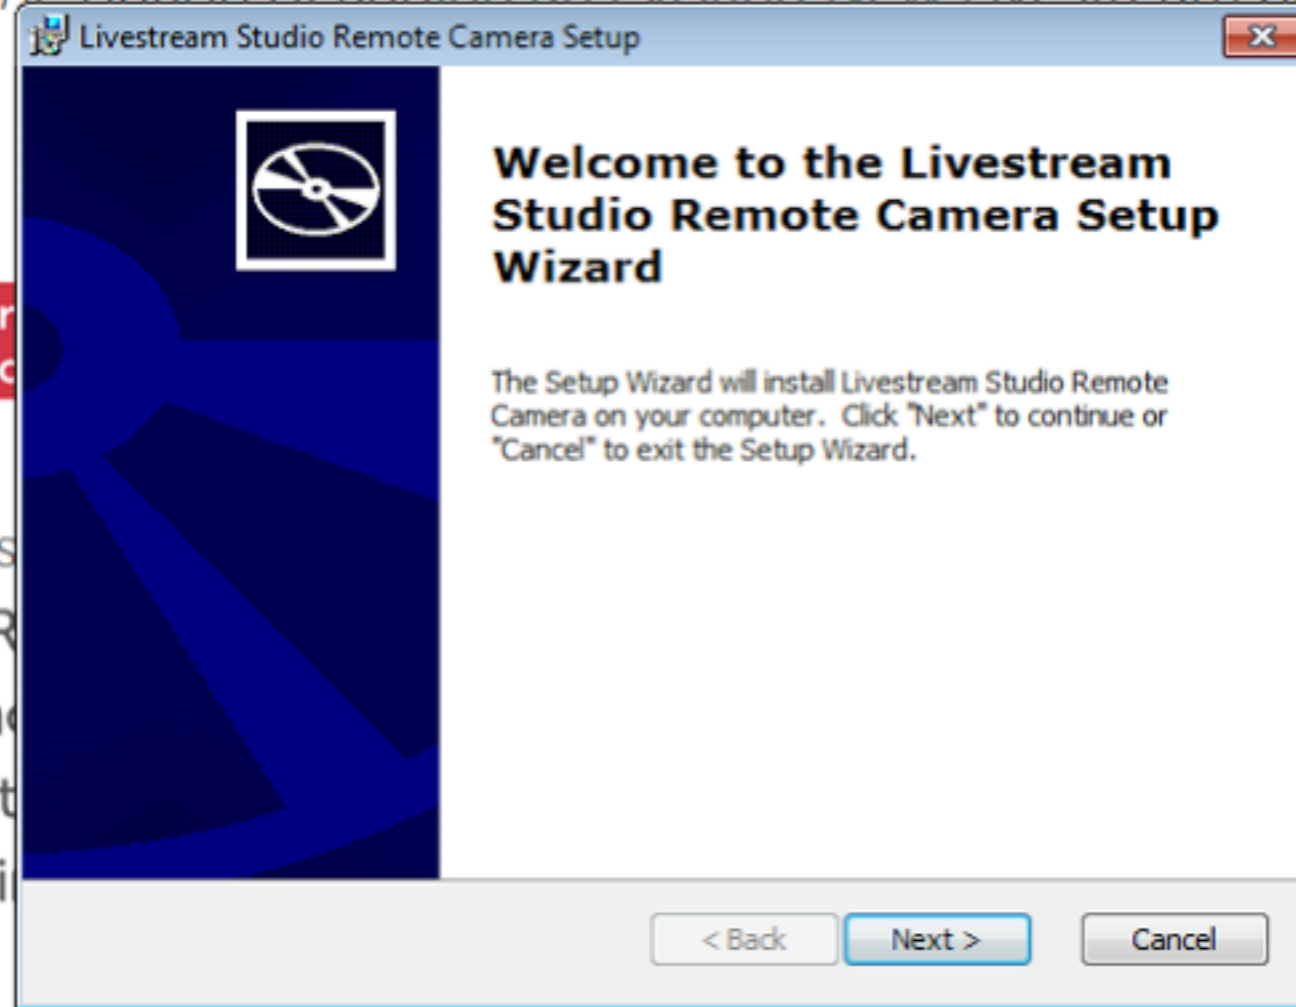 Livestream Studio Remote Camera Setup
Welcome to the Livestream
Studio Remote Camera Setup
Wizard
The Setup Wizard will install Livestream Studio Remote
Camera on your computer. Click "Next" to continue or
"Cancel" to exit the Setup Wizard.
< Back
Next >
Cancel